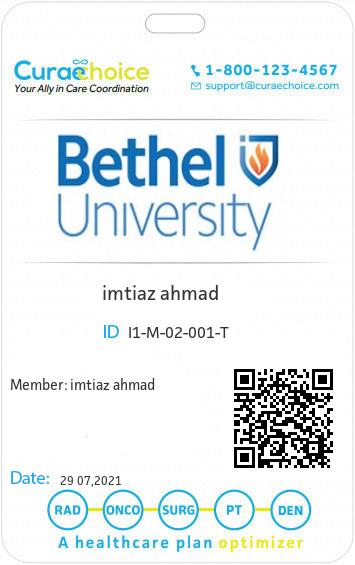 Curaechoice
Your Ally in Care Coordination
1-800-123-4567
support@curaechoice.com
Bethel
University
imtiaz ahmad
ID I1-M-02-001-T
Member: imtiaz ahmad
Date: 29 07,2021
RAD ONCO SURG PT DEN
A healthcare plan optimizer